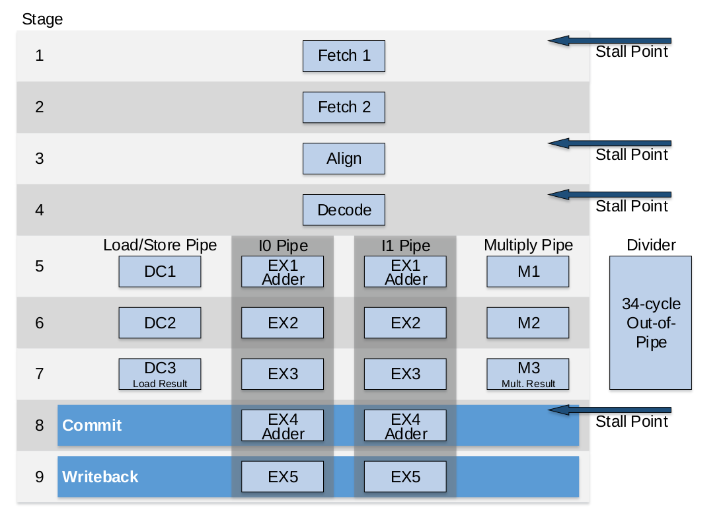 Stage
1
Fetch 1
Stall Point
2
Fetch 2
3
Align
Stall Point
4
Decode
Stall Point
Load/Store Pipe
I0 Pipe
I1 Pipe
Multiply Pipe
Divider
5
DC1
EX1
Adder
EX1
Adder
M1
34-cycle
Out-of-
Pipe
6
DC2
EX2
EX2
M2
7
DC3
Load Result
EX3
EX3
M3
Mult. Result
8
Commit
EX4
Adder
EX4
Adder
Stall Point
9
Writeback
EX5
EX5